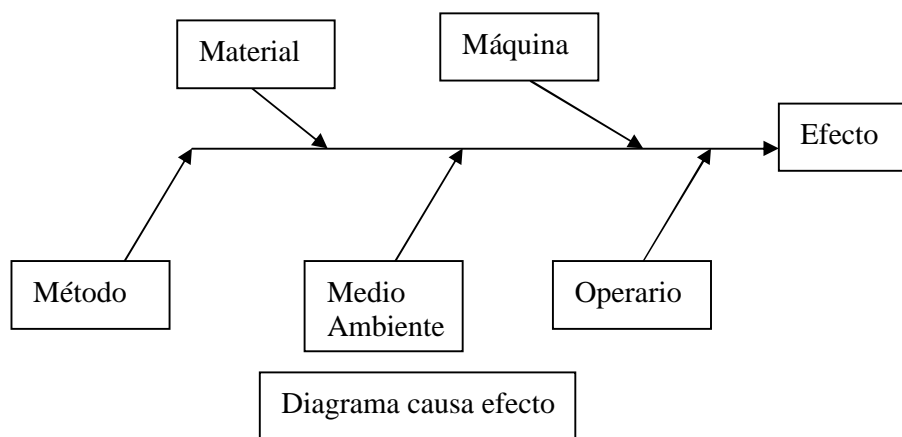 Material
Máquina
Efecto
Método
Medio
Ambiente
Operario
Diagrama causa efecto